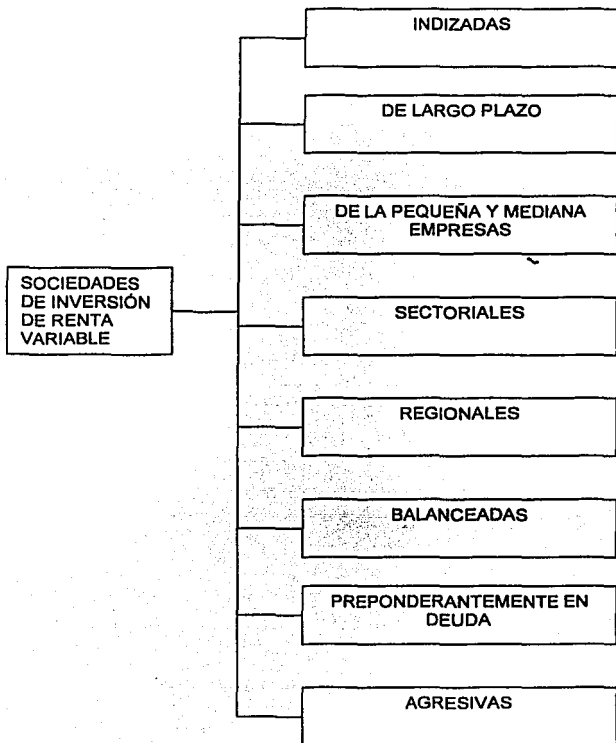 INDIZADAS
DE LARGO PLAZO
DE LA PEQUEÑA Y MEDIANA
EMPRESAS
SOCIEDADES
DE INVERSIÓN
DE RENTA
VARIABLE
SECTORIALES
REGIONALES
BALANCEADAS
PREPONDERANTEMENTE EN
DEUDA
AGRESIVAS